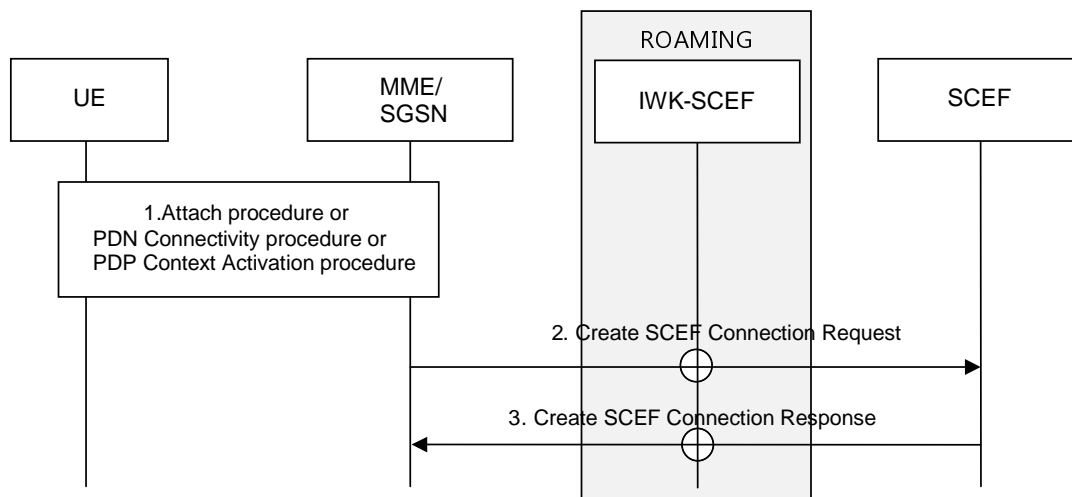 ROAMING
UE
MME/
SGSN
IWK-SCEF
SCEF
1.Attach procedure or
PDN Connectivity procedure or
PDP Context Activation procedure
2. Create SCEF Connection Request
3. Create SCEF Connection Response